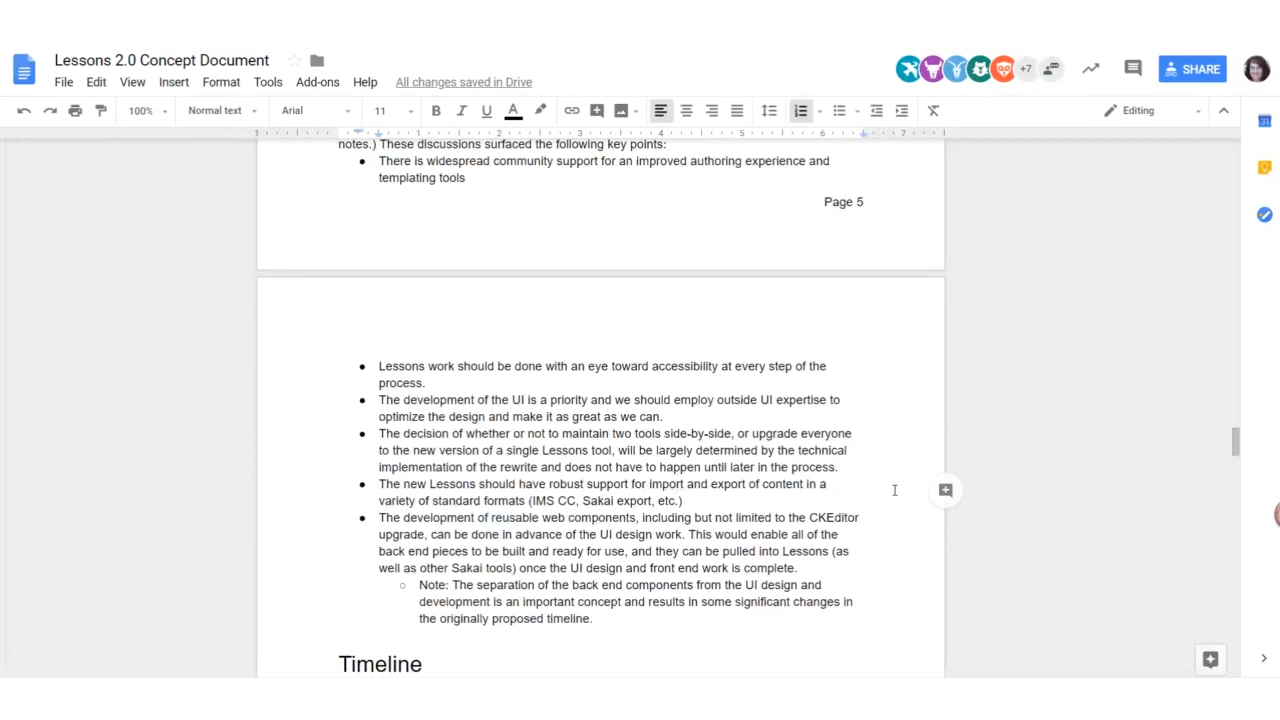 Lessons 2.0 Concept Document
File Edit View Insert Format Tools Add-ons Help All changes saved in Drive
+7
SHARE
100% Normal text Arial 11 B I U A Editing
1 1 2 3 4 5 6 7
31
notes.) These discussions surfaced the following key points:
● There is widespread community support for an improved authoring experience and
templating tools
Page 5
● Lessons work should be done with an eye toward accessibility at every step of the
process.
● The development of the UI is a priority and we should employ outside UI expertise to
optimize the design and make it as great as we can.
● The decision of whether or not to maintain two tools side-by-side, or upgrade everyone
to the new version of a single Lessons tool, will be largely determined by the technical
implementation of the rewrite and does not have to happen until later in the process.
● The new Lessons should have robust support for import and export of content in a
variety of standard formats (IMS CC, Sakai export, etc.)
● The development of reusable web components, including but not limited to the CKEditor
upgrade, can be done in advance of the UI design work. This would enable all of the
back end pieces to be built and ready for use, and they can be pulled into Lessons (as
well as other Sakai tools) once the UI design and front end work is complete.
○ Note: The separation of the back end components from the UI design and
development is an important concept and results in some significant changes in
the originally proposed timeline.
Timeline